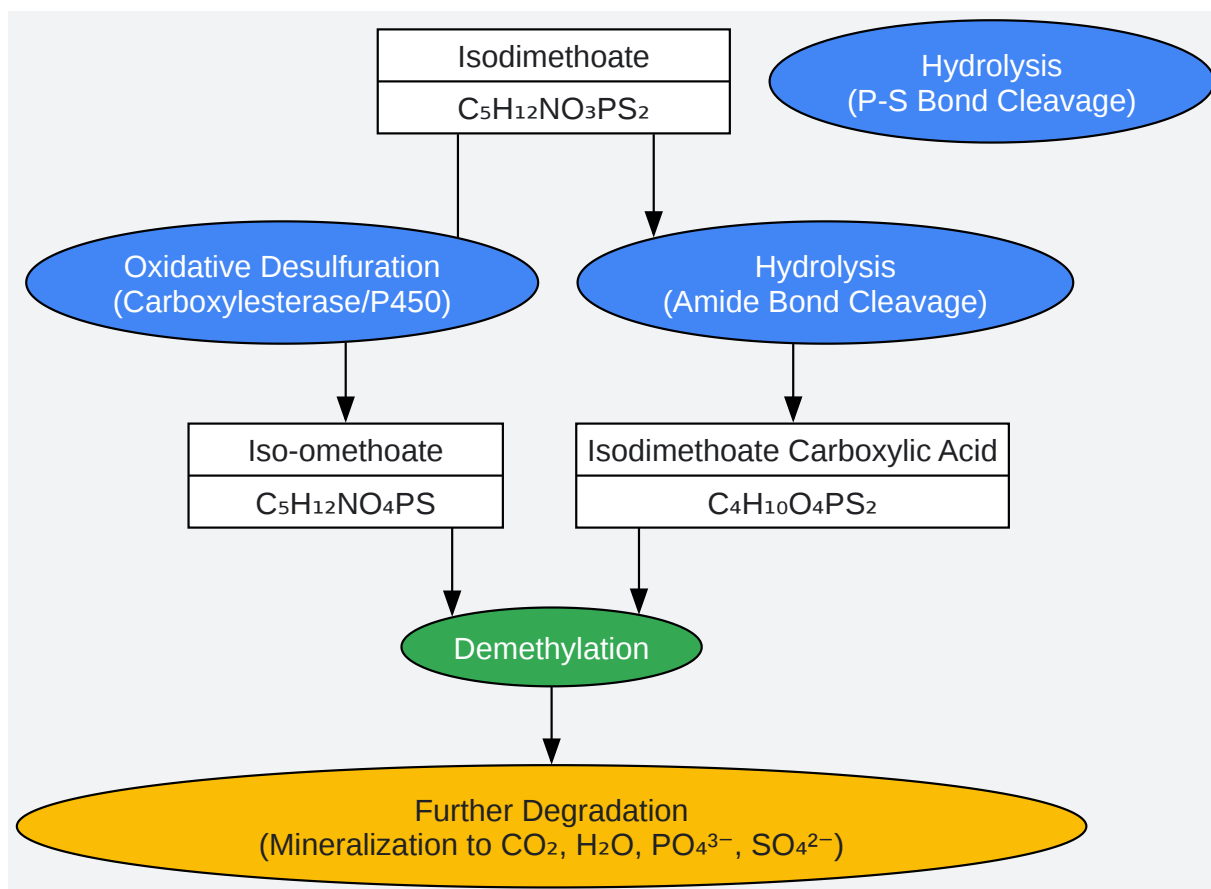 Isodimethoate
C₅H₁₂NO₃PS₂
Hydrolysis
(P-S Bond Cleavage)
Oxidative Desulfuration
(Carboxylesterase/P450)
Hydrolysis
(Amide Bond Cleavage)
Iso-omethoate
C₅H₁₂NO₄PS
Isodimethoate Carboxylic Acid
C₄H₁₀O₄PS₂
Demethylation
Further Degradation
(Mineralization to CO₂, H₂O, PO₄³⁻, SO₄²⁻)